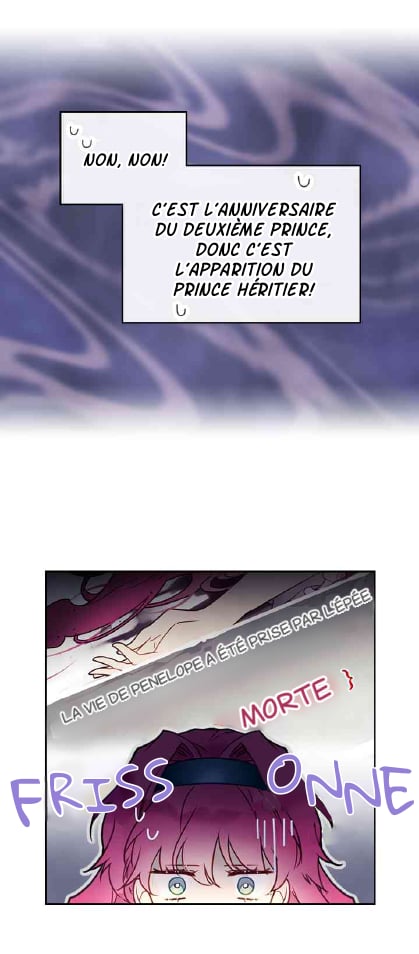 NON, NON!
C'EST L'ANNIVERSAIRE
DU DEUXIÈME PRINCE,
DONC C'EST
L'APPARITION DU
PRINCE HÉRITIER!
LA VIE DE PENELOPE A ÉTÉ PRISE PAR L'ÉPÉE
MORTE
FRISS ONNE